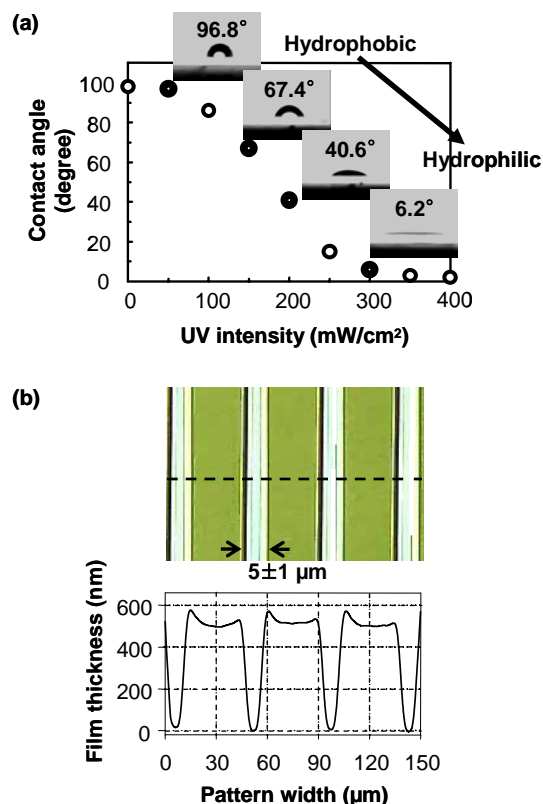 (a)
96.8°
Hydrophobic
67.4°
40.6°
Hydrophilic
6.2°
Contact angle
(degree)
100
80
60
40
20
0
0
100
200
300
400
UV intensity (mW/cm²)
(b)
5±1 µm
Film thickness (nm)
600
400
200
0
0
30
60
90
120
150
Pattern width (µm)